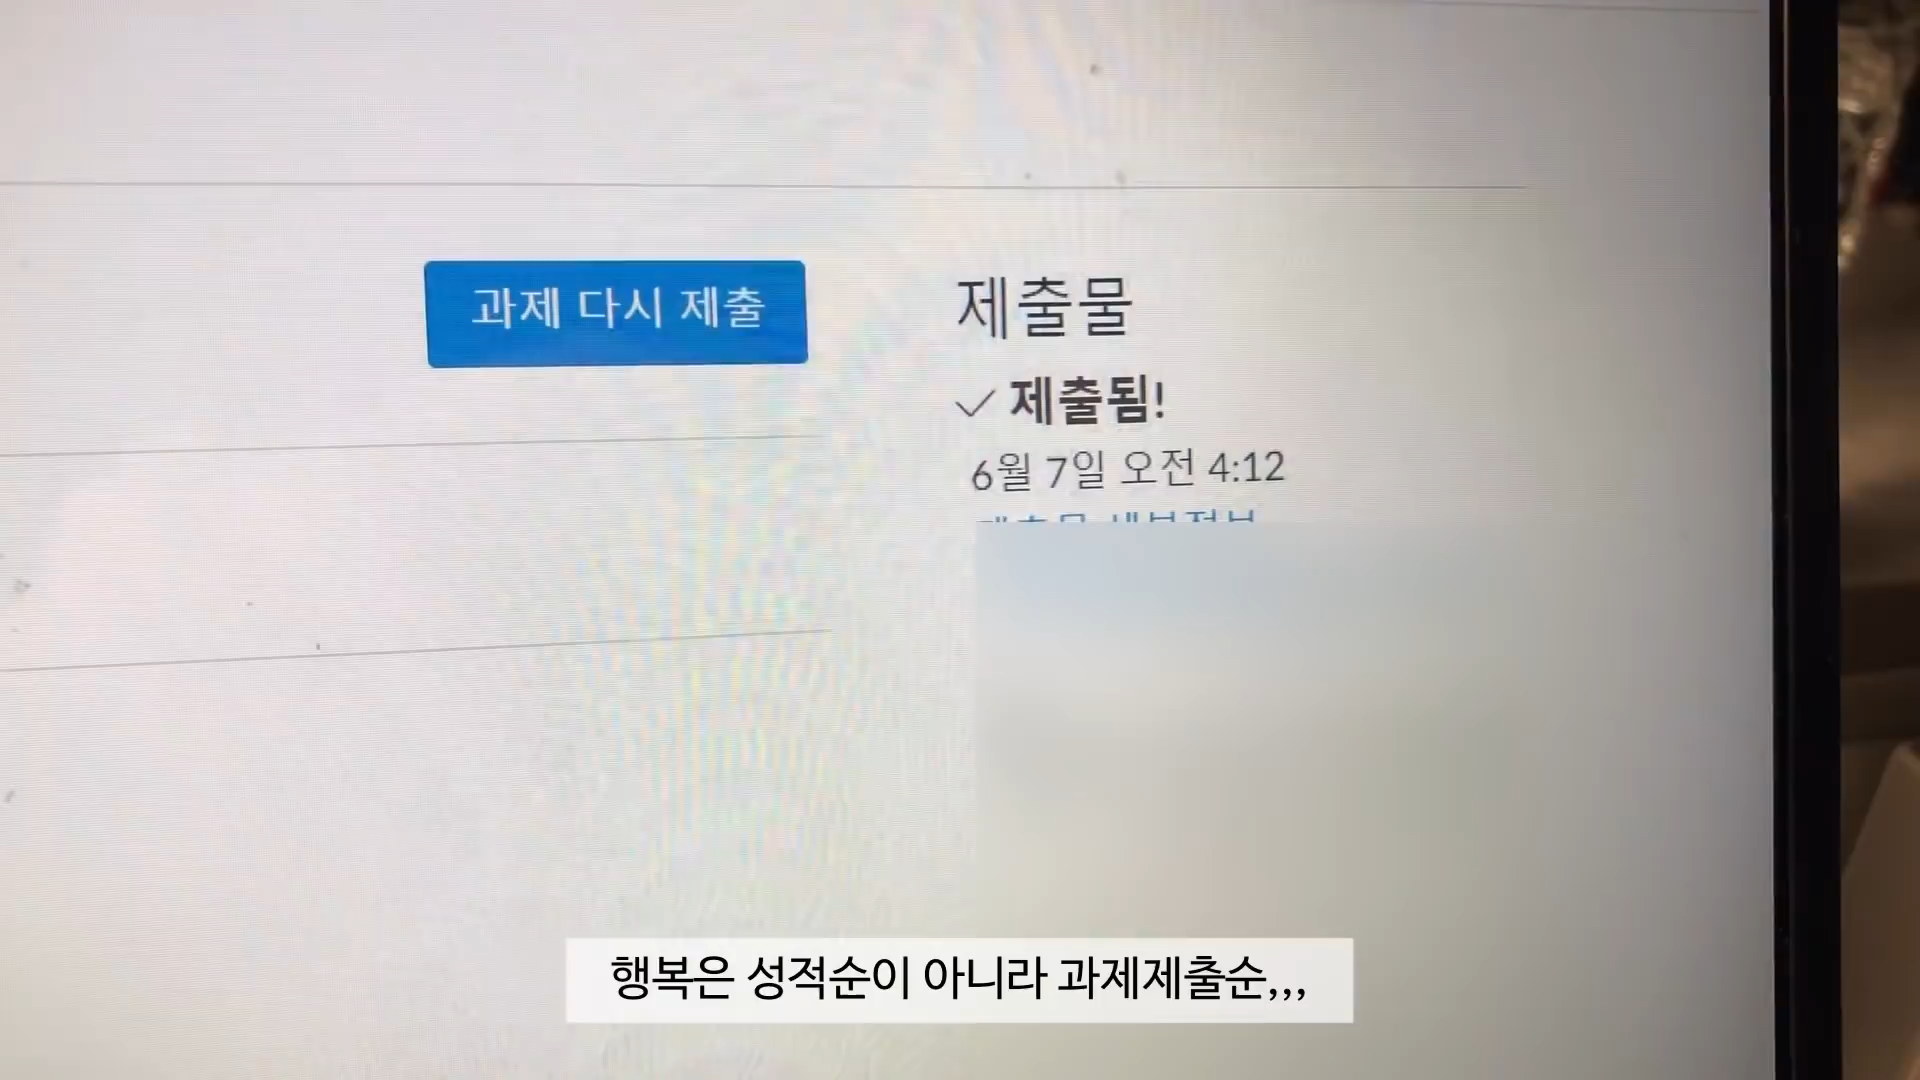 과제 다시 제출
제출물
✓ 제출됨!
6월 7일 오전 4:12
행복은 성적순이 아니라 과제제출순,,,